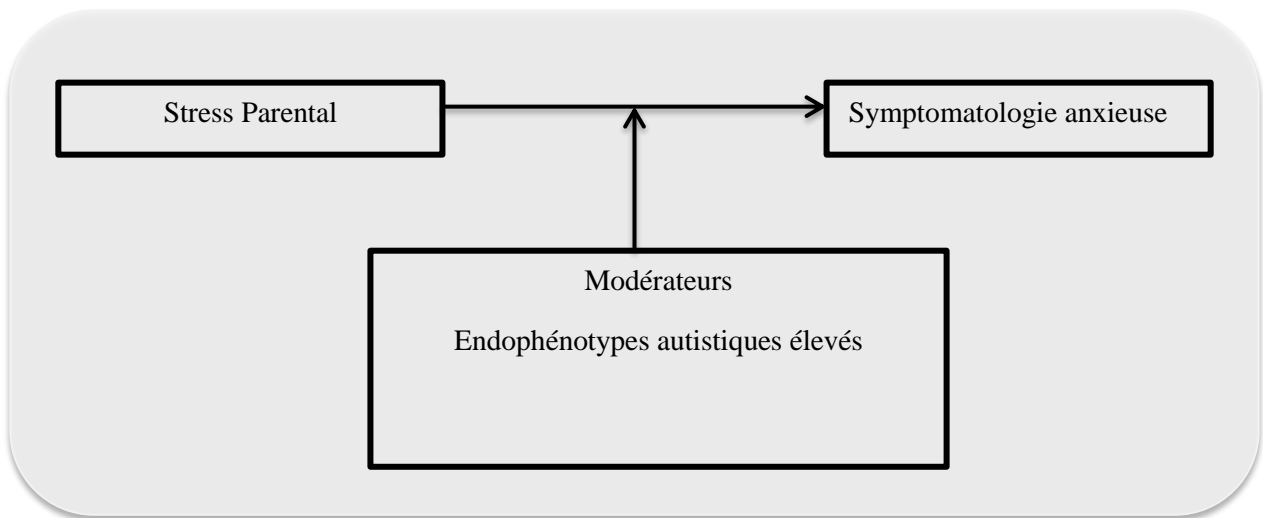 Stress Parental
Symptomatologie anxieuse
Modérateurs
Endophénotypes autistiques élevés